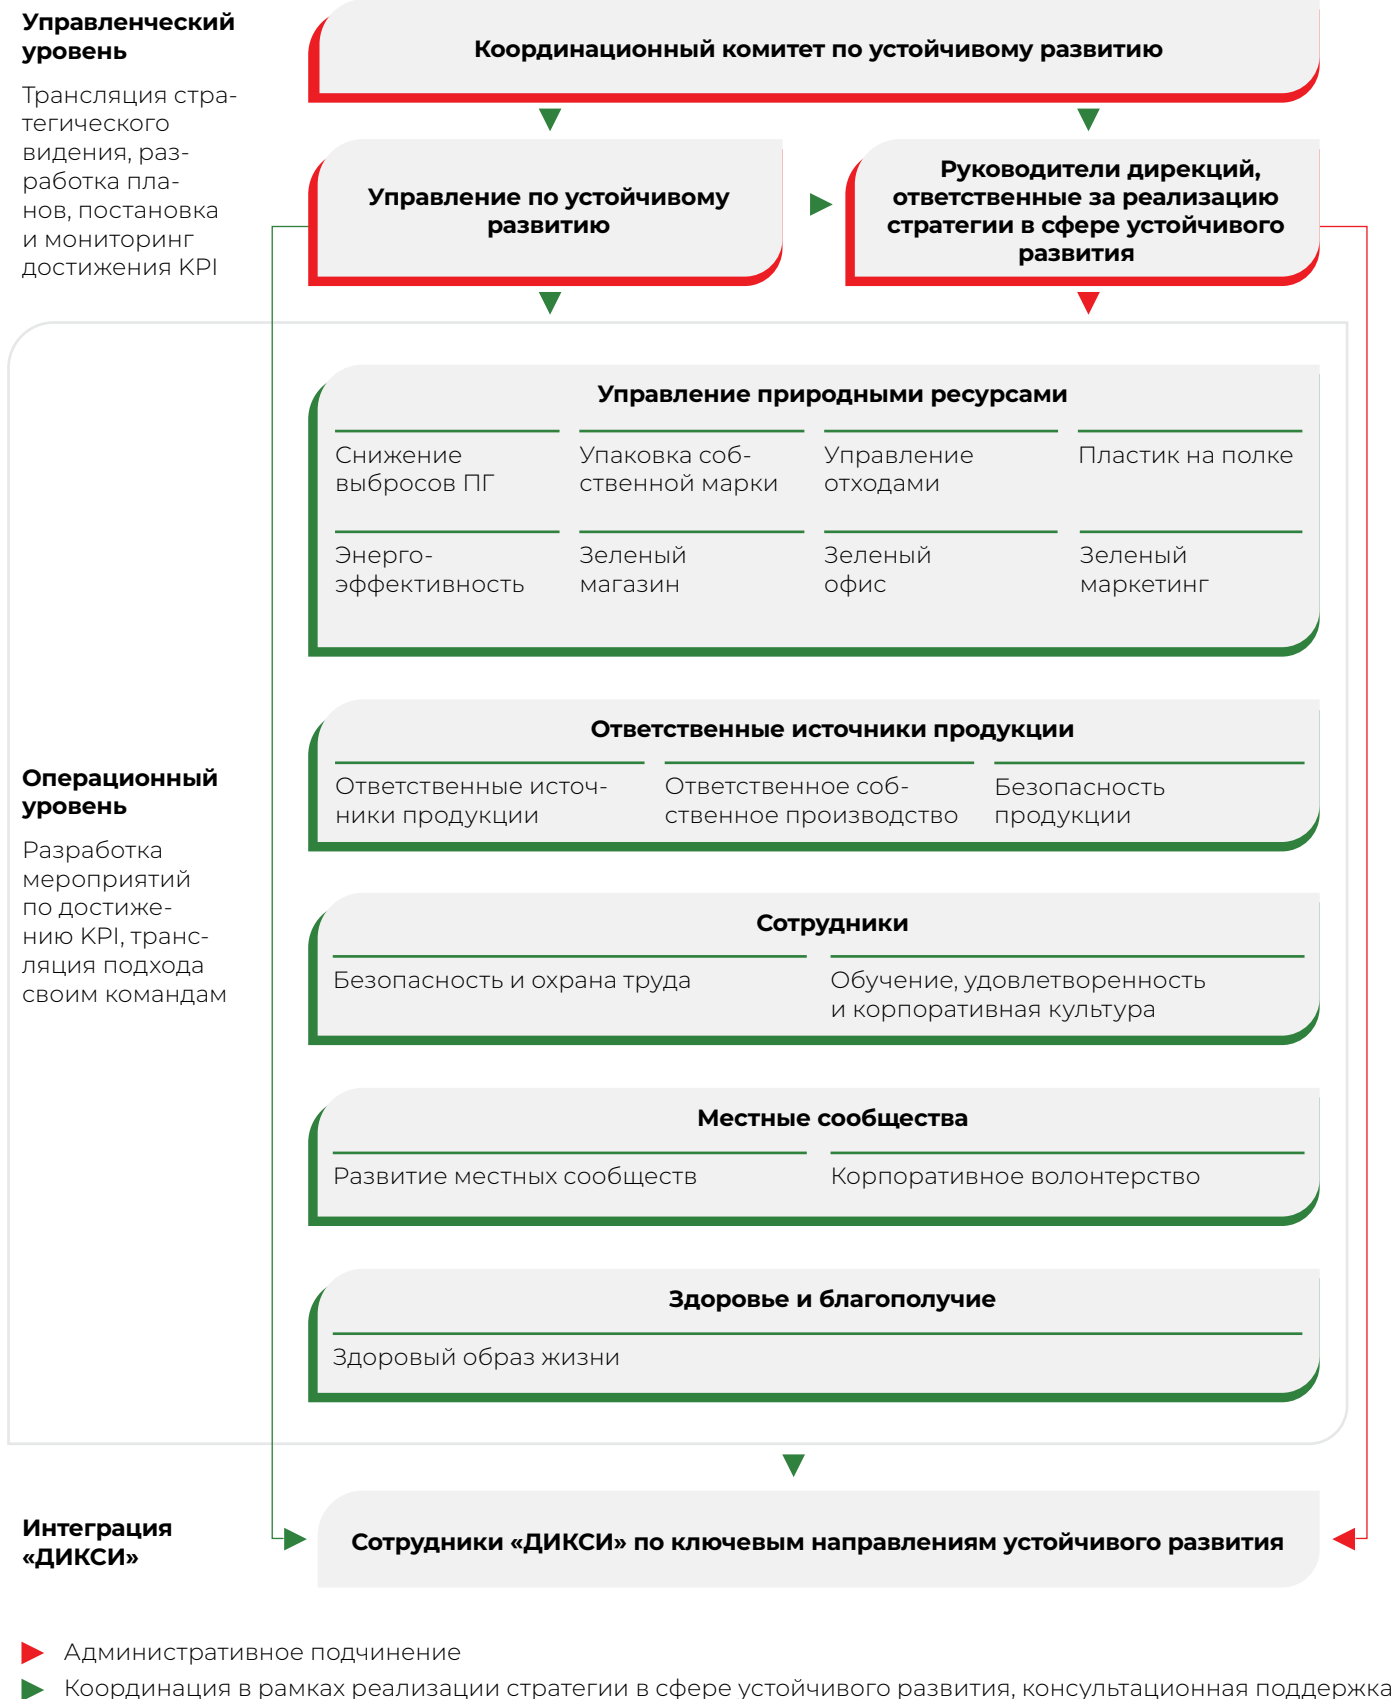 Управленческий
уровень
Трансляция стра-
тегического
видения, раз-
работка пла-
нов, постановка
и мониторинг
достижения KPI
Координационный комитет по устойчивому развитию
Управление по устойчивому
развитию
Руководители дирекций,
ответственные за реализацию
стратегии в сфере устойчивого
развития
Операционный
уровень
Разработка
мероприятий
по достиже-
нию KPI, транс-
ляция подхода
своим командам
Управление природными ресурсами
Снижение
выбросов ПГ
Упаковка соб-
ственной марки
Управление
отходами
Пластик на полке
Энерго-
эффективность
Зеленый
магазин
Зеленый
офис
Зеленый
маркетинг
Ответственные источники продукции
Ответственные источ-
ники продукции
Ответственное соб-
ственное производство
Безопасность
продукции
Сотрудники
Безопасность и охрана труда
Обучение, удовлетворенность
и корпоративная культура
Местные сообщества
Развитие местных сообществ
Корпоративное волонтерство
Здоровье и благополучие
Здоровый образ жизни
Интеграция
«ДИКСИ»
Сотрудники «ДИКСИ» по ключевым направлениям устойчивого развития
Административное подчинение
Координация в рамках реализации стратегии в сфере устойчивого развития, консультационная поддержка